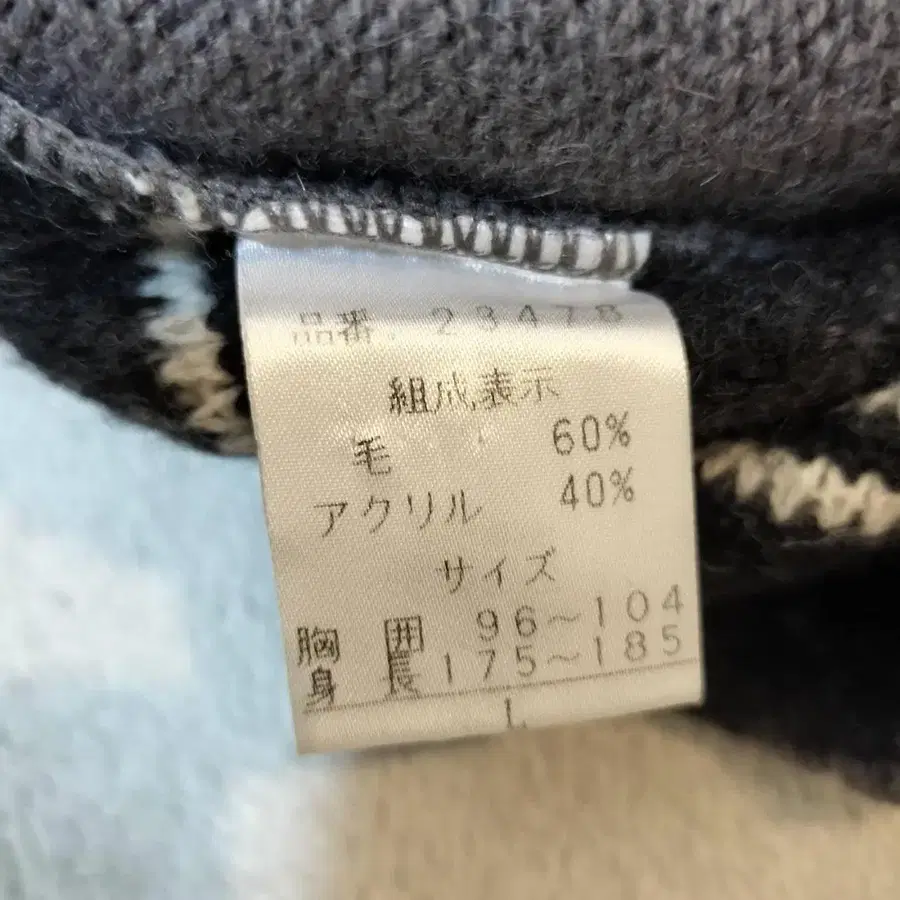 品番. 23478
組成表示
毛 60%
アクリル 40%
サイズ
胸囲 96~104
身長 175~185
L